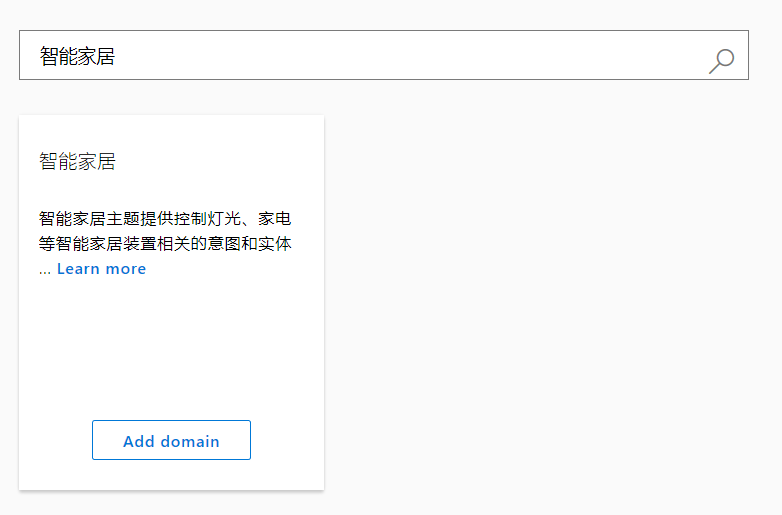 智能家居
智能家居
智能家居主题提供控制灯光、家电
等智能家居装置相关的意图和实体
... Learn more
Add domain